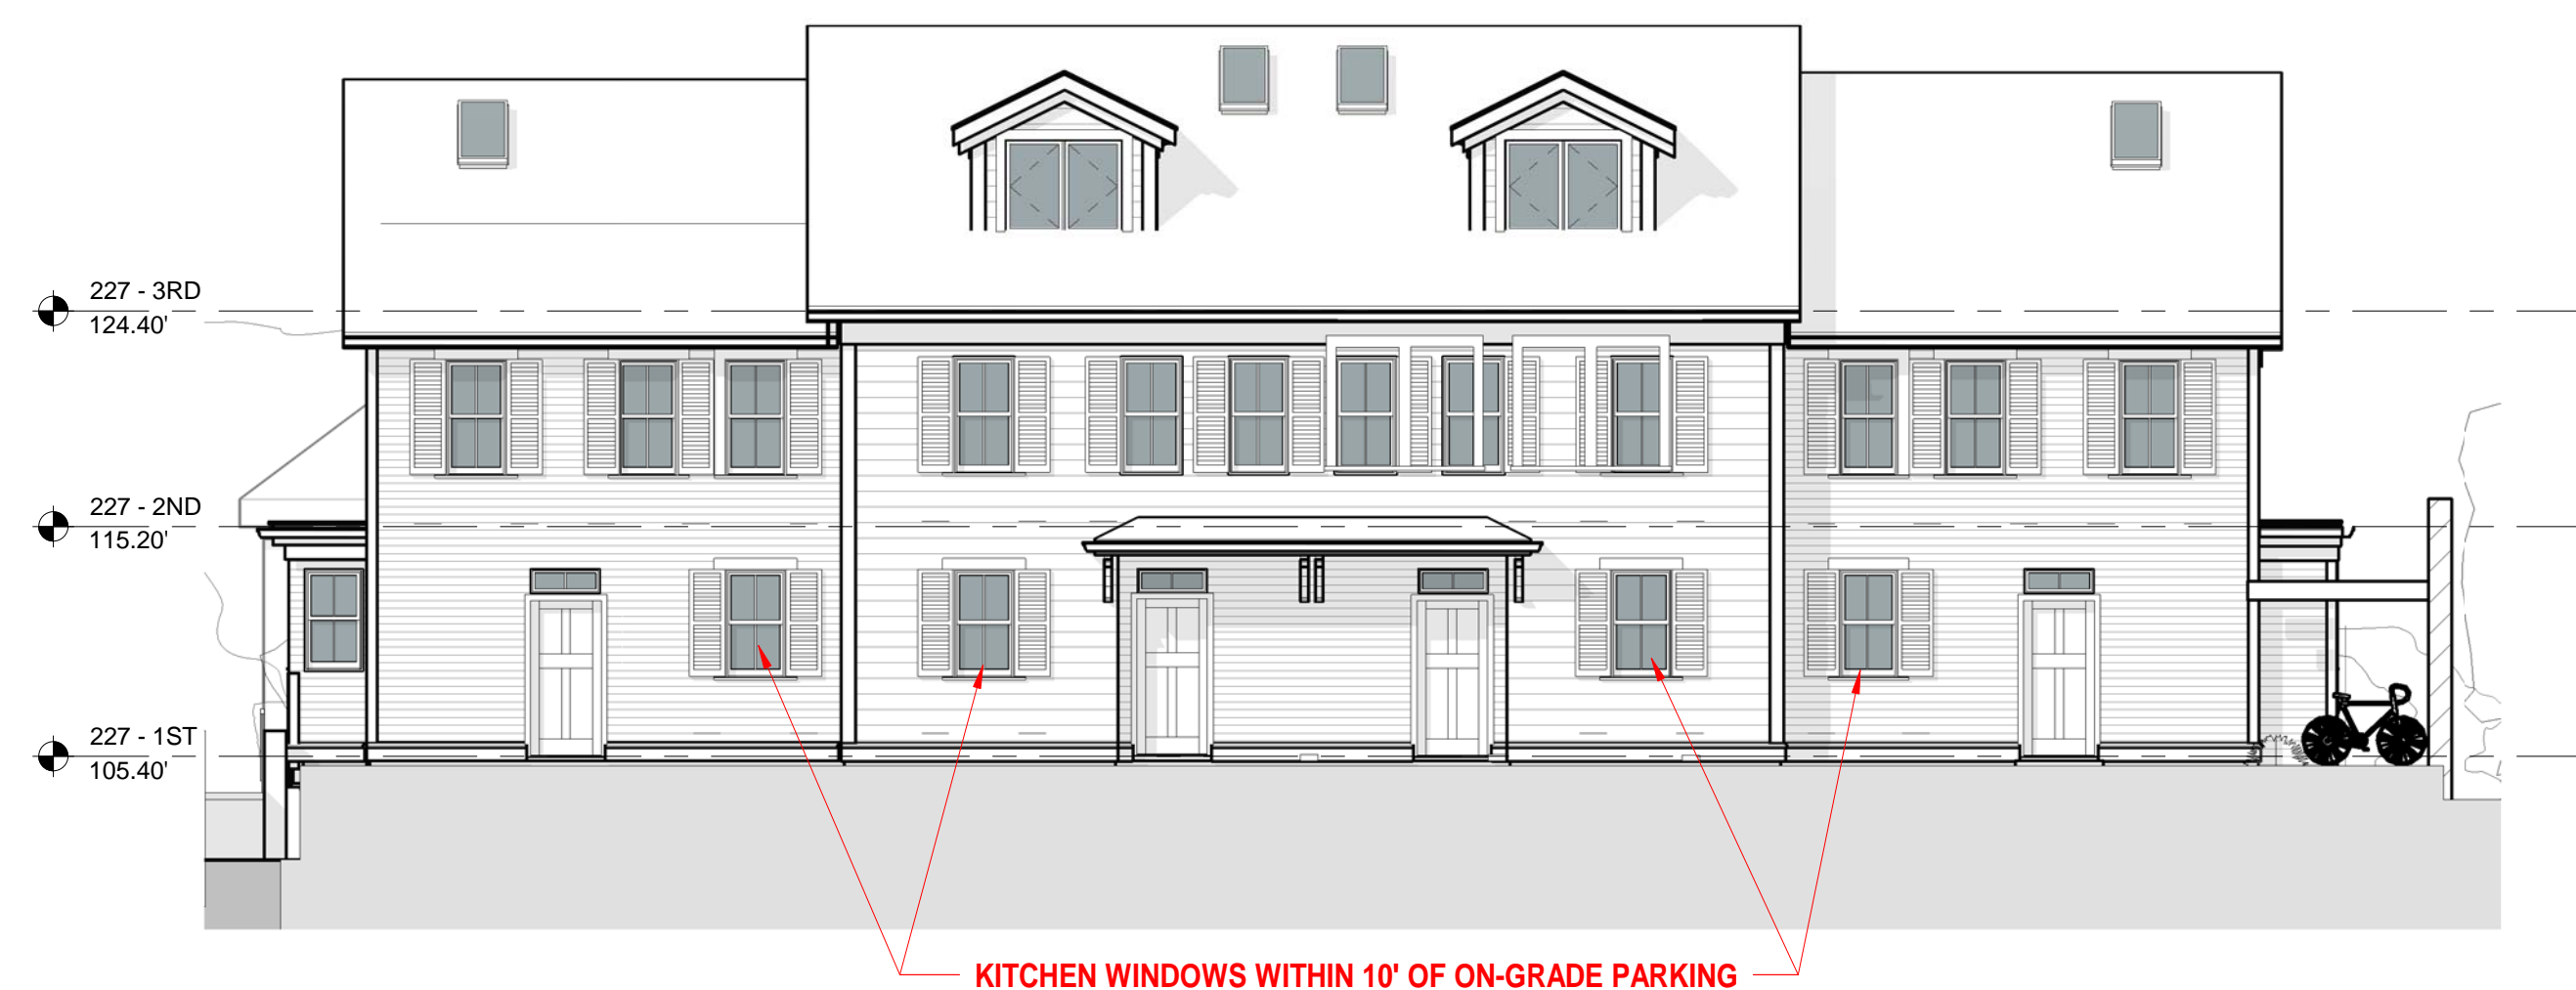 227 - 3RD
124.40'
227 - 2ND
115.20'
227 - 1ST
105.40'
KITCHEN WINDOWS WITHIN 10' OF ON-GRADE PARKING